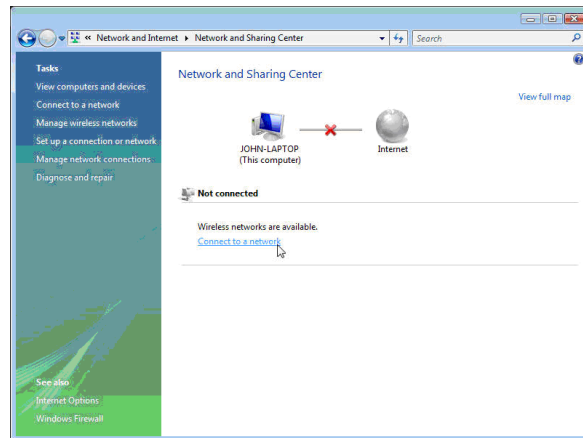 « Network and Internet ▸ Network and Sharing Center
Search
Tasks
View computers and devices
Connect to a network
Manage wireless networks
Set up a connection or network
Manage network connections
Diagnose and repair
See also
Internet Options
Windows Firewall
Network and Sharing Center
View full map
JOHN-LAPTOP
(This computer)
Internet
Not connected
Wireless networks are available.
Connect to a network